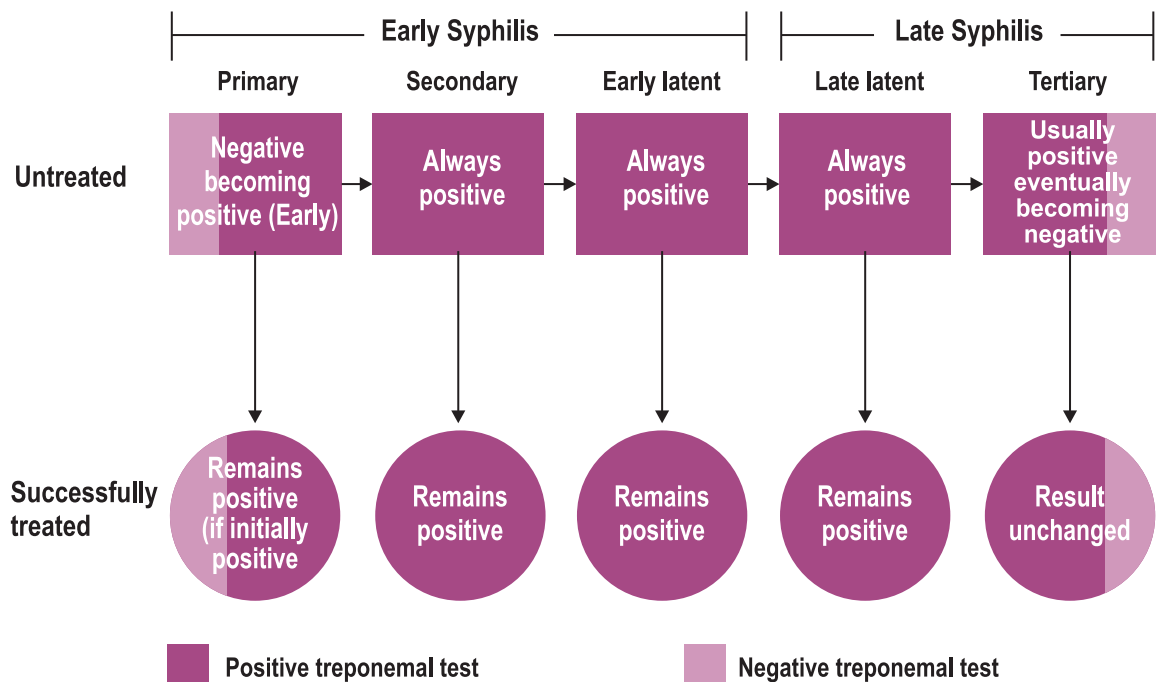 Early Syphilis
Late Syphilis
Primary
Secondary
Early latent
Late latent
Tertiary
Untreated
Negative
becoming
positive (Early)
Always
positive
Always
positive
Always
positive
Usually
positive
eventually
becoming
negative
Successfully
treated
Remains
positive
(if initially
positive
Remains
positive
Remains
positive
Remains
positive
Result
unchanged
Positive treponemal test
Negative treponemal test